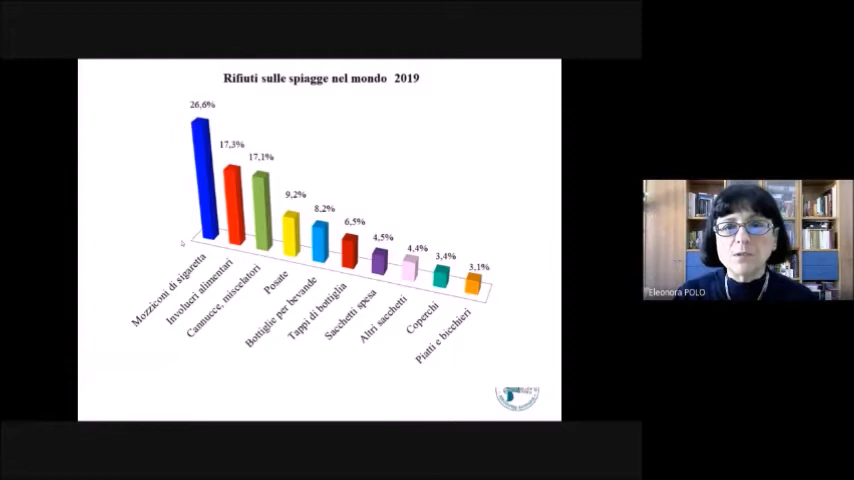 Rifiuti sulle spiagge nel mondo 2019
26,6%
17,3%
17,1%
9,2%
8,2%
6,5%
4,5%
4,4%
3,4%
3,1%
Mozziconi di sigaretta
Involucri alimentari
Cannucce, miscelatori
Posate
Bottiglie per bevande
Tappi di bottiglia
Sacchetti spesa
Altri sacchetti
Coperchi
Piatti e bicchieri
Eleonora POLO